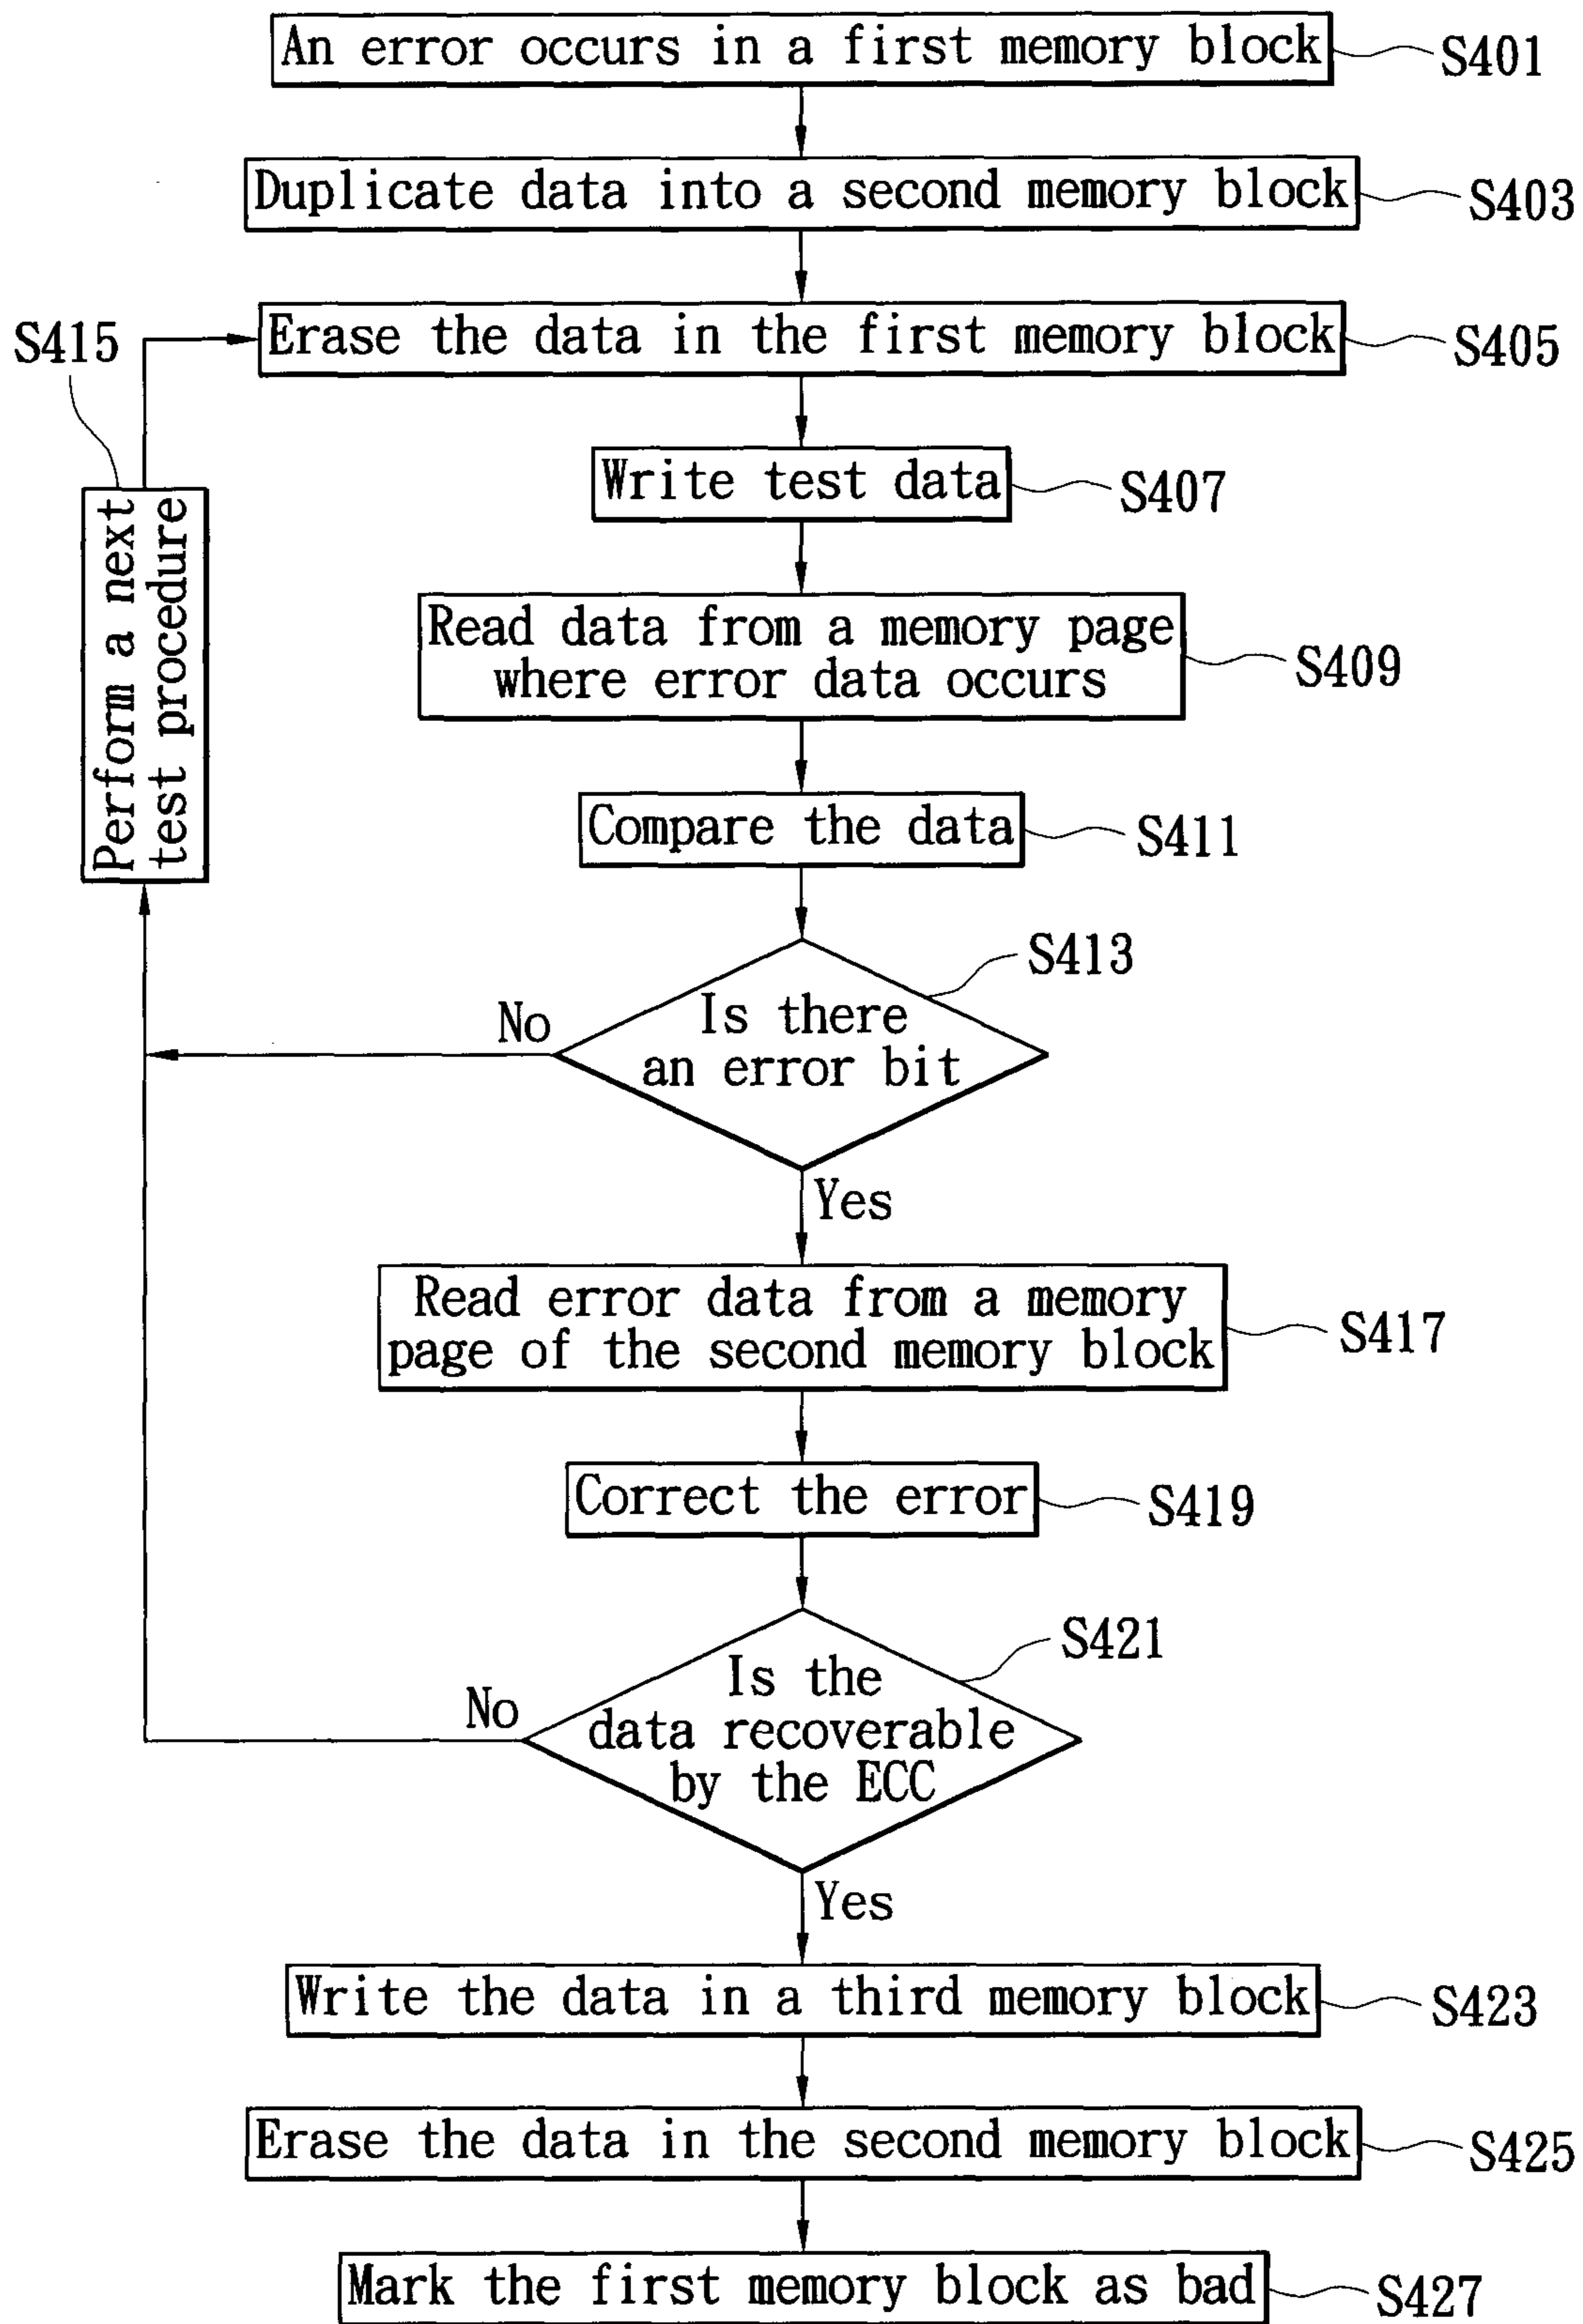 An error occurs in a first memory block
S401
Duplicate data into a second memory block
S403
S415
Erase the data in the first memory block
S405
Write test data
S407
Perform a next
test procedure
Read data from a memory page
where error data occurs
S409
Compare the data
S411
S413
Is there
an error bit
No
Yes
Read error data from a memory
page of the second memory block
S417
Correct the error
S419
S421
Is the
data recoverable
by the ECC
No
Yes
Write the data in a third memory block
S423
Erase the data in the second memory block
S425
Mark the first memory block as bad
S427